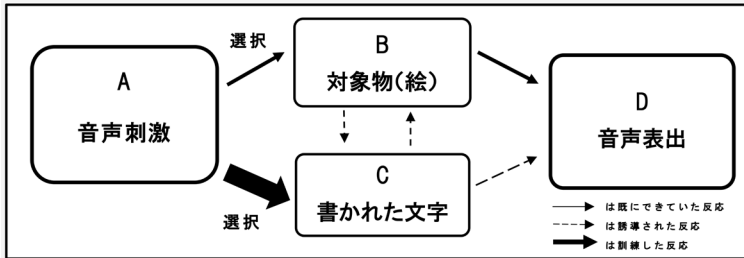 A
音声刺激
選択
B
対象物(絵)
選択
C
書かれた文字
D
音声表出
は既にできていた反応
は誘導された反応
は訓練した反応